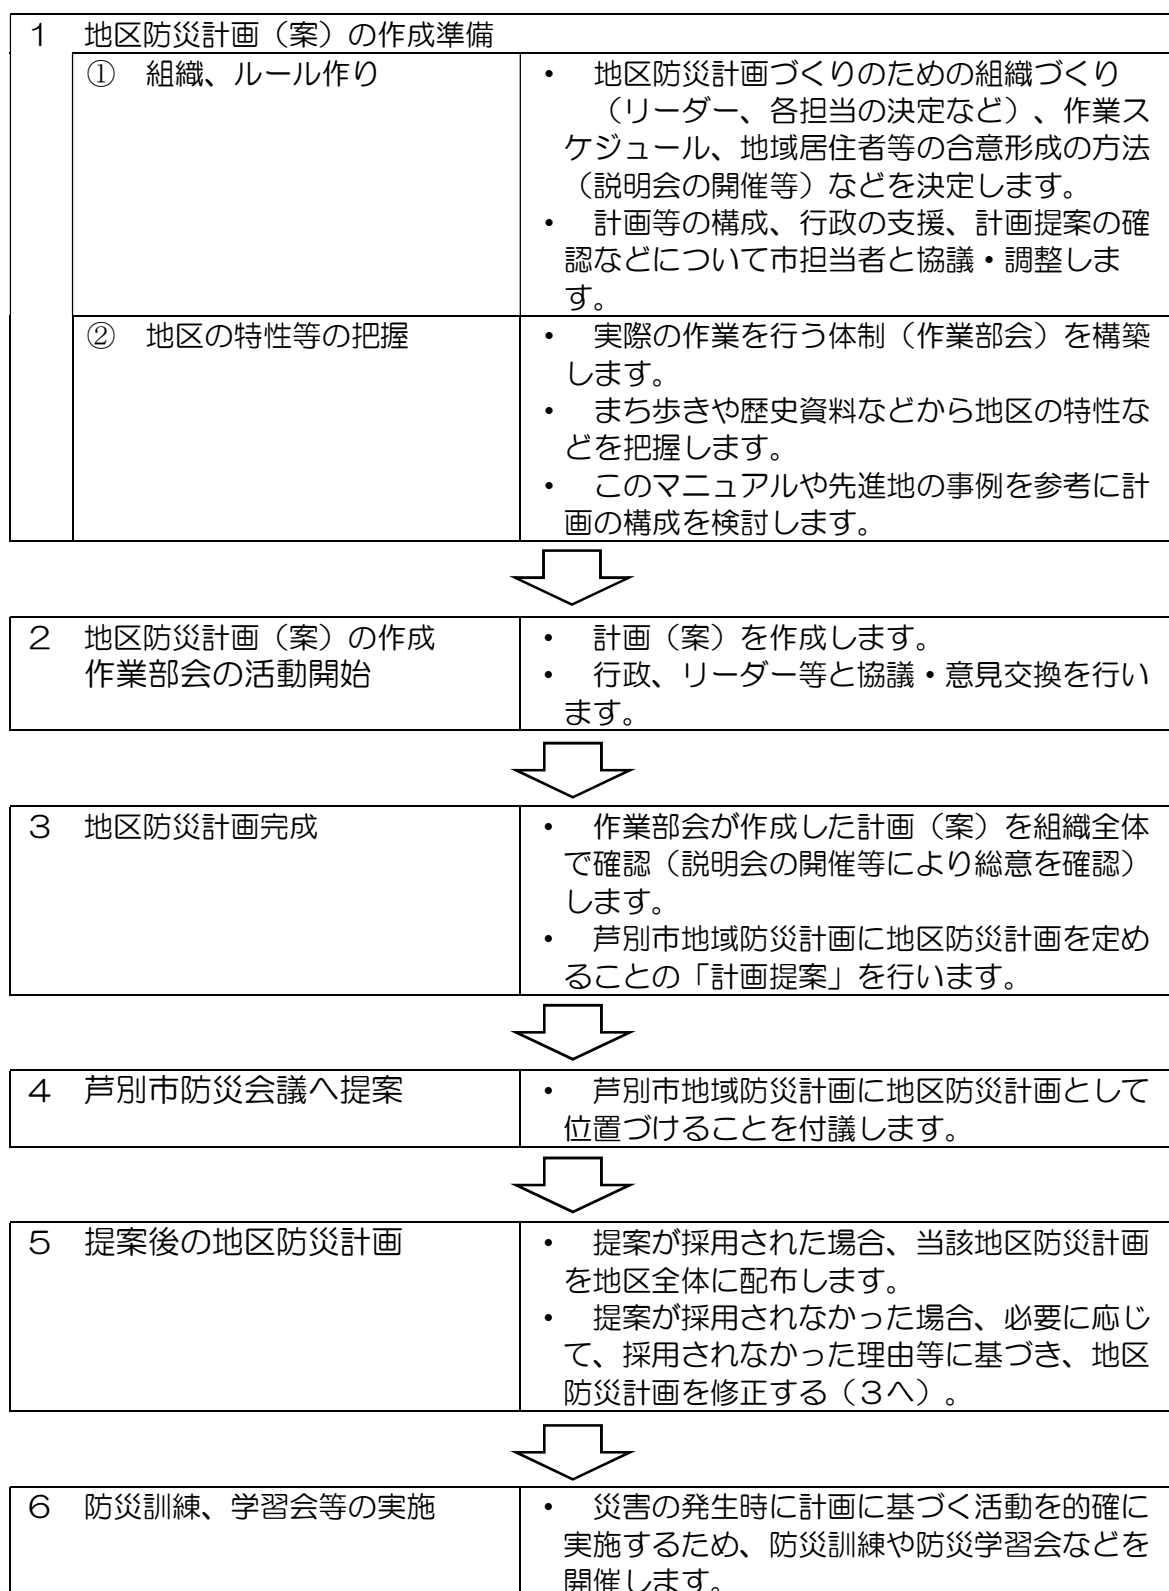 １　地区防災計画（案）の作成準備
①　組織、ルール作り
・　地区防災計画づくりのための組織づくり
（リーダー、各担当の決定など）、作業ス
ケジュール、地域居住者等の合意形成の方法
（説明会の開催等）などを決定します。
・　計画等の構成、行政の支援、計画提案の確
認などについて市担当者と協議・調整しま
す。
②　地区の特性等の把握
・　実際の作業を行う体制（作業部会）を構築
します。
・　まち歩きや歴史資料などから地区の特性な
どを把握します。
・　このマニュアルや先進地の事例を参考に計
画の構成を検討します。
２　地区防災計画（案）の作成
作業部会の活動開始
・　計画（案）を作成します。
・　行政、リーダー等と協議・意見交換を行い
ます。
３　地区防災計画完成
・　作業部会が作成した計画（案）を組織全体
で確認（説明会の開催等により総意を確認）
します。
・　芦別市地域防災計画に地区防災計画を定め
ることの「計画提案」を行います。
４　芦別市防災会議へ提案
・　芦別市地域防災計画に地区防災計画として
位置づけることを付議します。
５　提案後の地区防災計画
・　提案が採用された場合、当該地区防災計画
を地区全体に配布します。
・　提案が採用されなかった場合、必要に応じ
て、採用されなかった理由等に基づき、地区
防災計画を修正する（３へ）。
６　防災訓練、学習会等の実施
・　災害の発生時に計画に基づく活動を的確に
実施するため、防災訓練や防災学習会などを
開催します。